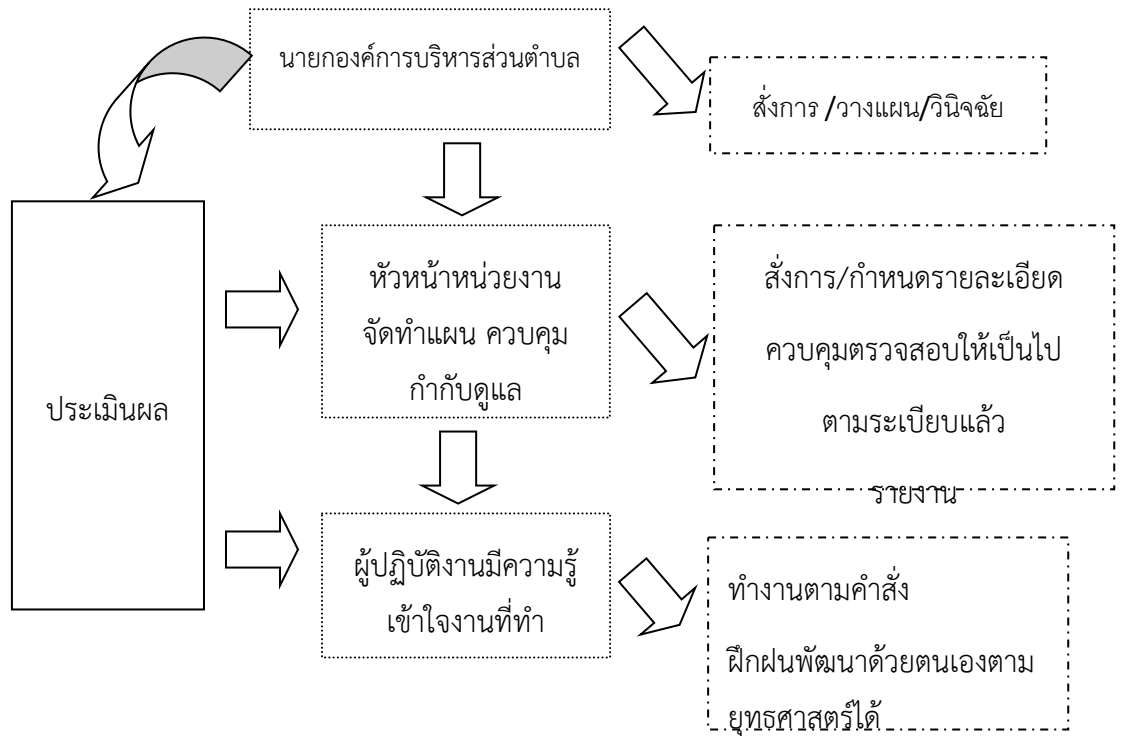 นายกองค์การบริหารส่วนตำบล
สั่งการ /วางแผน/วินิจฉัย
ประเมินผล
หัวหน้าหน่วยงาน
จัดทำแผน ควบคุม
กำกับดูแล
สั่งการ/กำหนดรายละเอียด
ควบคุมตรวจสอบให้เป็นไป
ตามระเบียบแล้ว
รายงาน
ผู้ปฏิบัติงานมีความรู้
เข้าใจงานที่ทำ
ทำงานตามคำสั่ง
ฝึกฝนพัฒนาด้วยตนเองตาม
ยุทธศาสตร์ได้